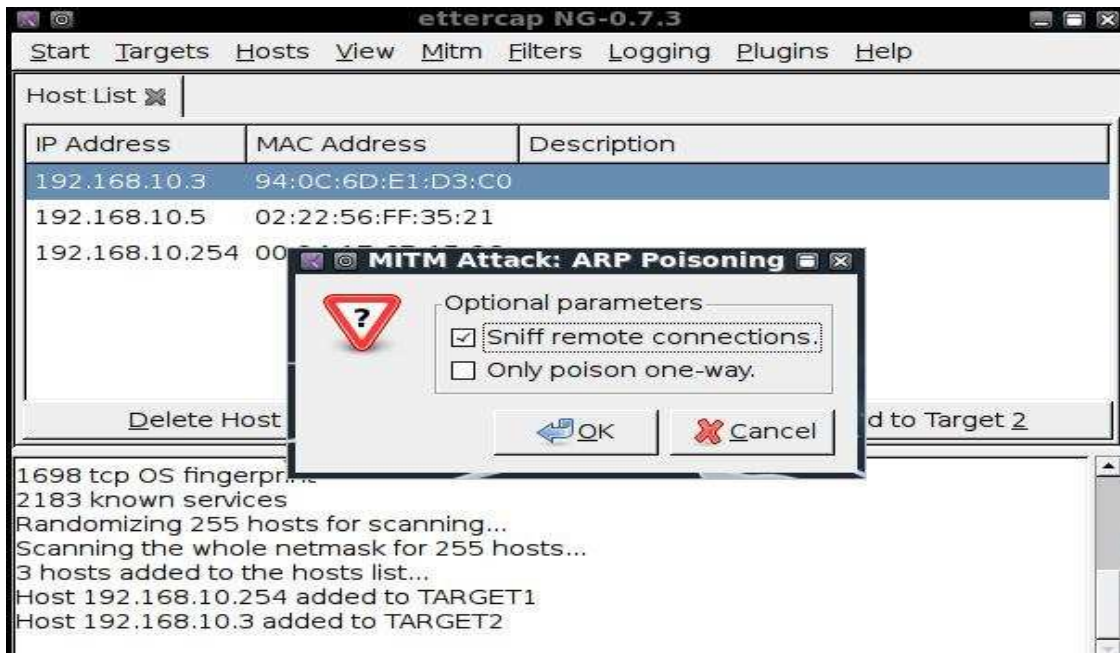 ettercap NG-0.7.3
Start Targets Hosts View Mitm Filters Logging Plugins Help
Host List
IP Address MAC Address Description
192.168.10.3 94:0C:6D:E1:D3:C0
192.168.10.5 02:22:56:FF:35:21
192.168.10.254
MITM Attack: ARP Poisoning
?
Optional parameters
Sniff remote connections.
Only poison one-way.
OK Cancel
Delete Host d to Target 2
1698 tcp OS fingerprint
2183 known services
Randomizing 255 hosts for scanning...
Scanning the whole netmask for 255 hosts...
3 hosts added to the hosts list...
Host 192.168.10.254 added to TARGET1
Host 192.168.10.3 added to TARGET2